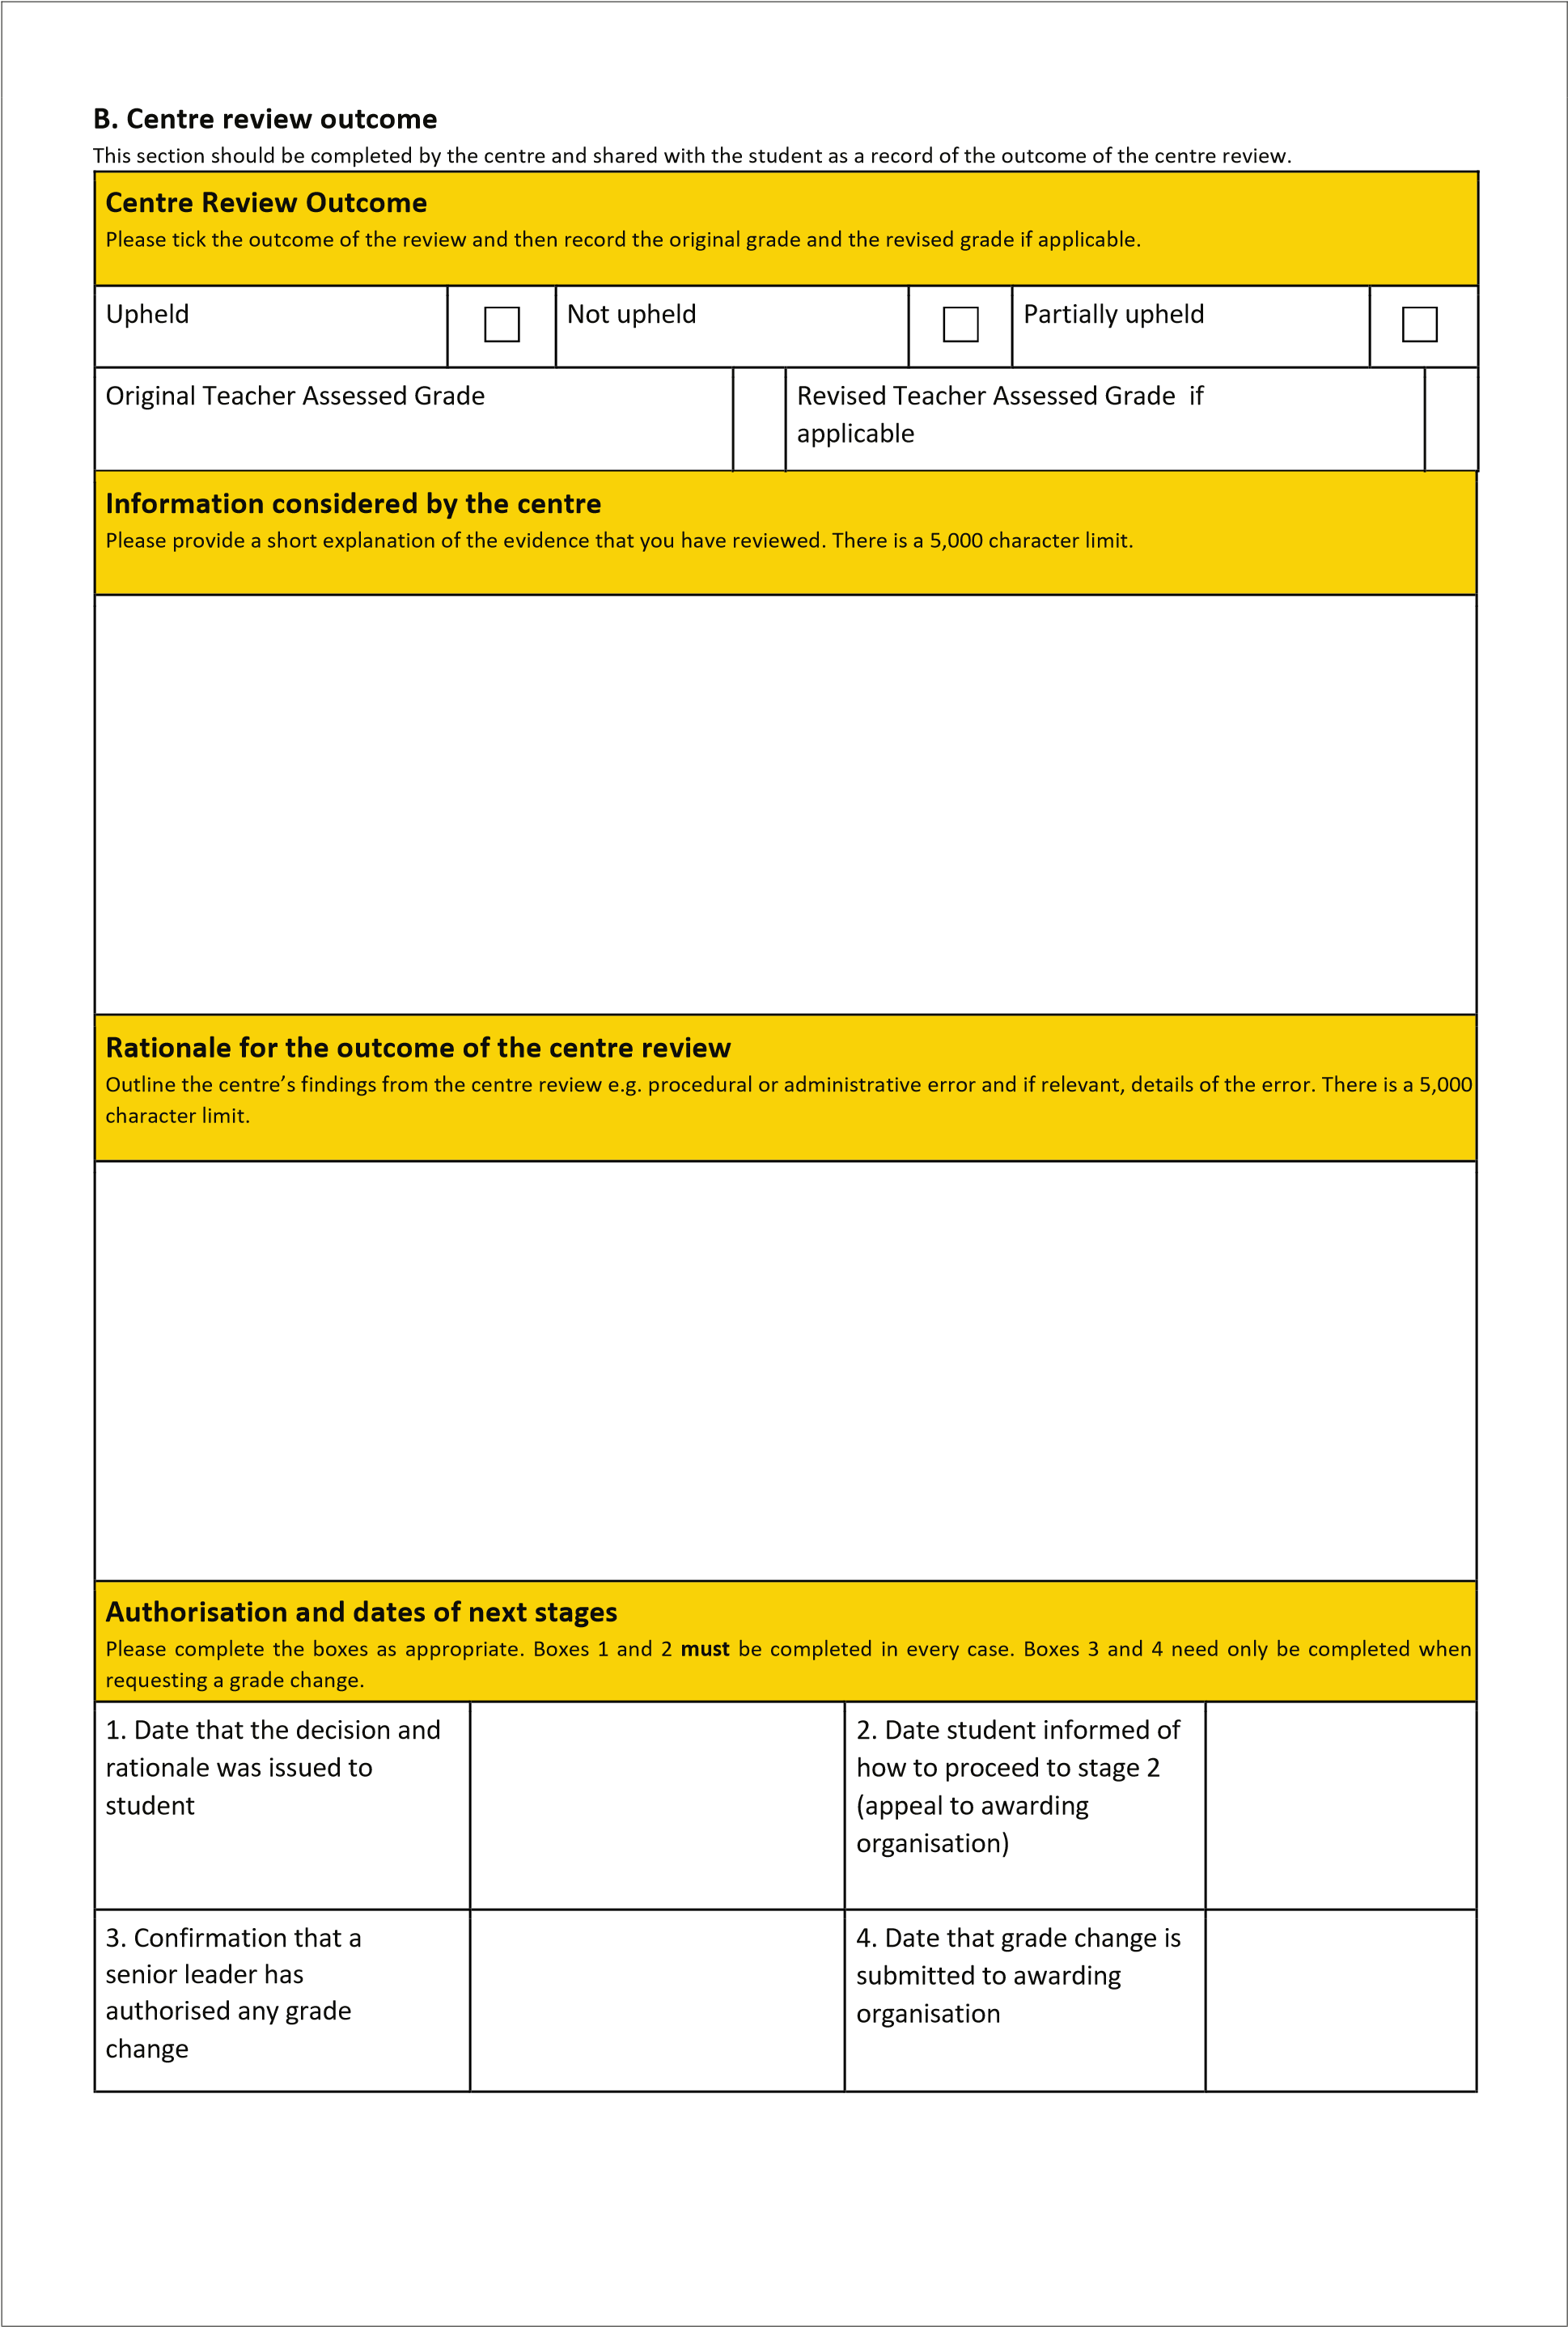 B. Centre review outcome
This section should be completed by the centre and shared with the student as a record of the outcome of the centre review.
Centre Review Outcome
Please tick the outcome of the review and then record the original grade and the revised grade if applicable.
Upheld
Not upheld
Partially upheld
Original Teacher Assessed Grade
Revised Teacher Assessed Grade  if
applicable
Information considered by the centre
Please provide a short explanation of the evidence that you have reviewed. There is a 5,000 character limit.
Rationale for the outcome of the centre review
Outline the centre’s findings from the centre review e.g. procedural or administrative error and if relevant, details of the error. There is a 5,000
character limit.
Authorisation and dates of next stages
Please complete the boxes as appropriate. Boxes 1 and 2 must be completed in every case. Boxes 3 and 4 need only be completed when
requesting a grade change.
1. Date that the decision and
rationale was issued to
student
2. Date student informed of
how to proceed to stage 2
(appeal to awarding
organisation)
3. Confirmation that a
senior leader has
authorised any grade
change
4. Date that grade change is
submitted to awarding
organisation